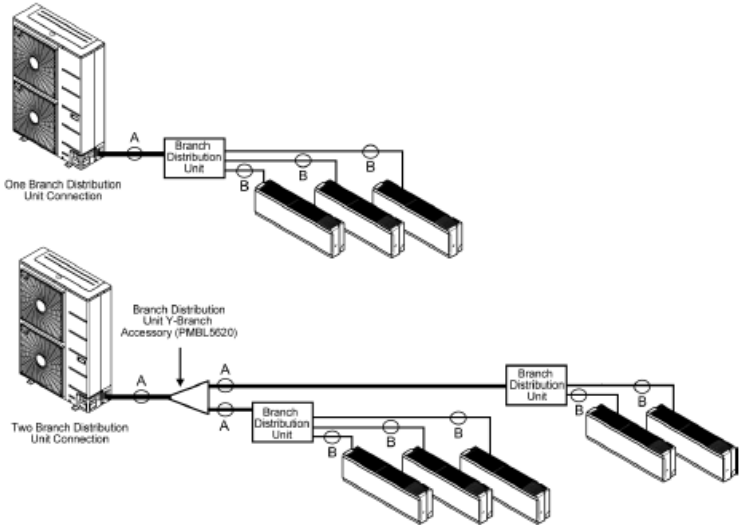 A
Branch
Distribution
Unit
B
B
B
One Branch Distribution
Unit Connection
Branch Distribution
Unit Y-Branch
Accessory (PMBL5620)
A
A
A
Branch
Distribution
Unit
B
B
Branch
Distribution
Unit
B
B
B
Two Branch Distribution
Unit Connection